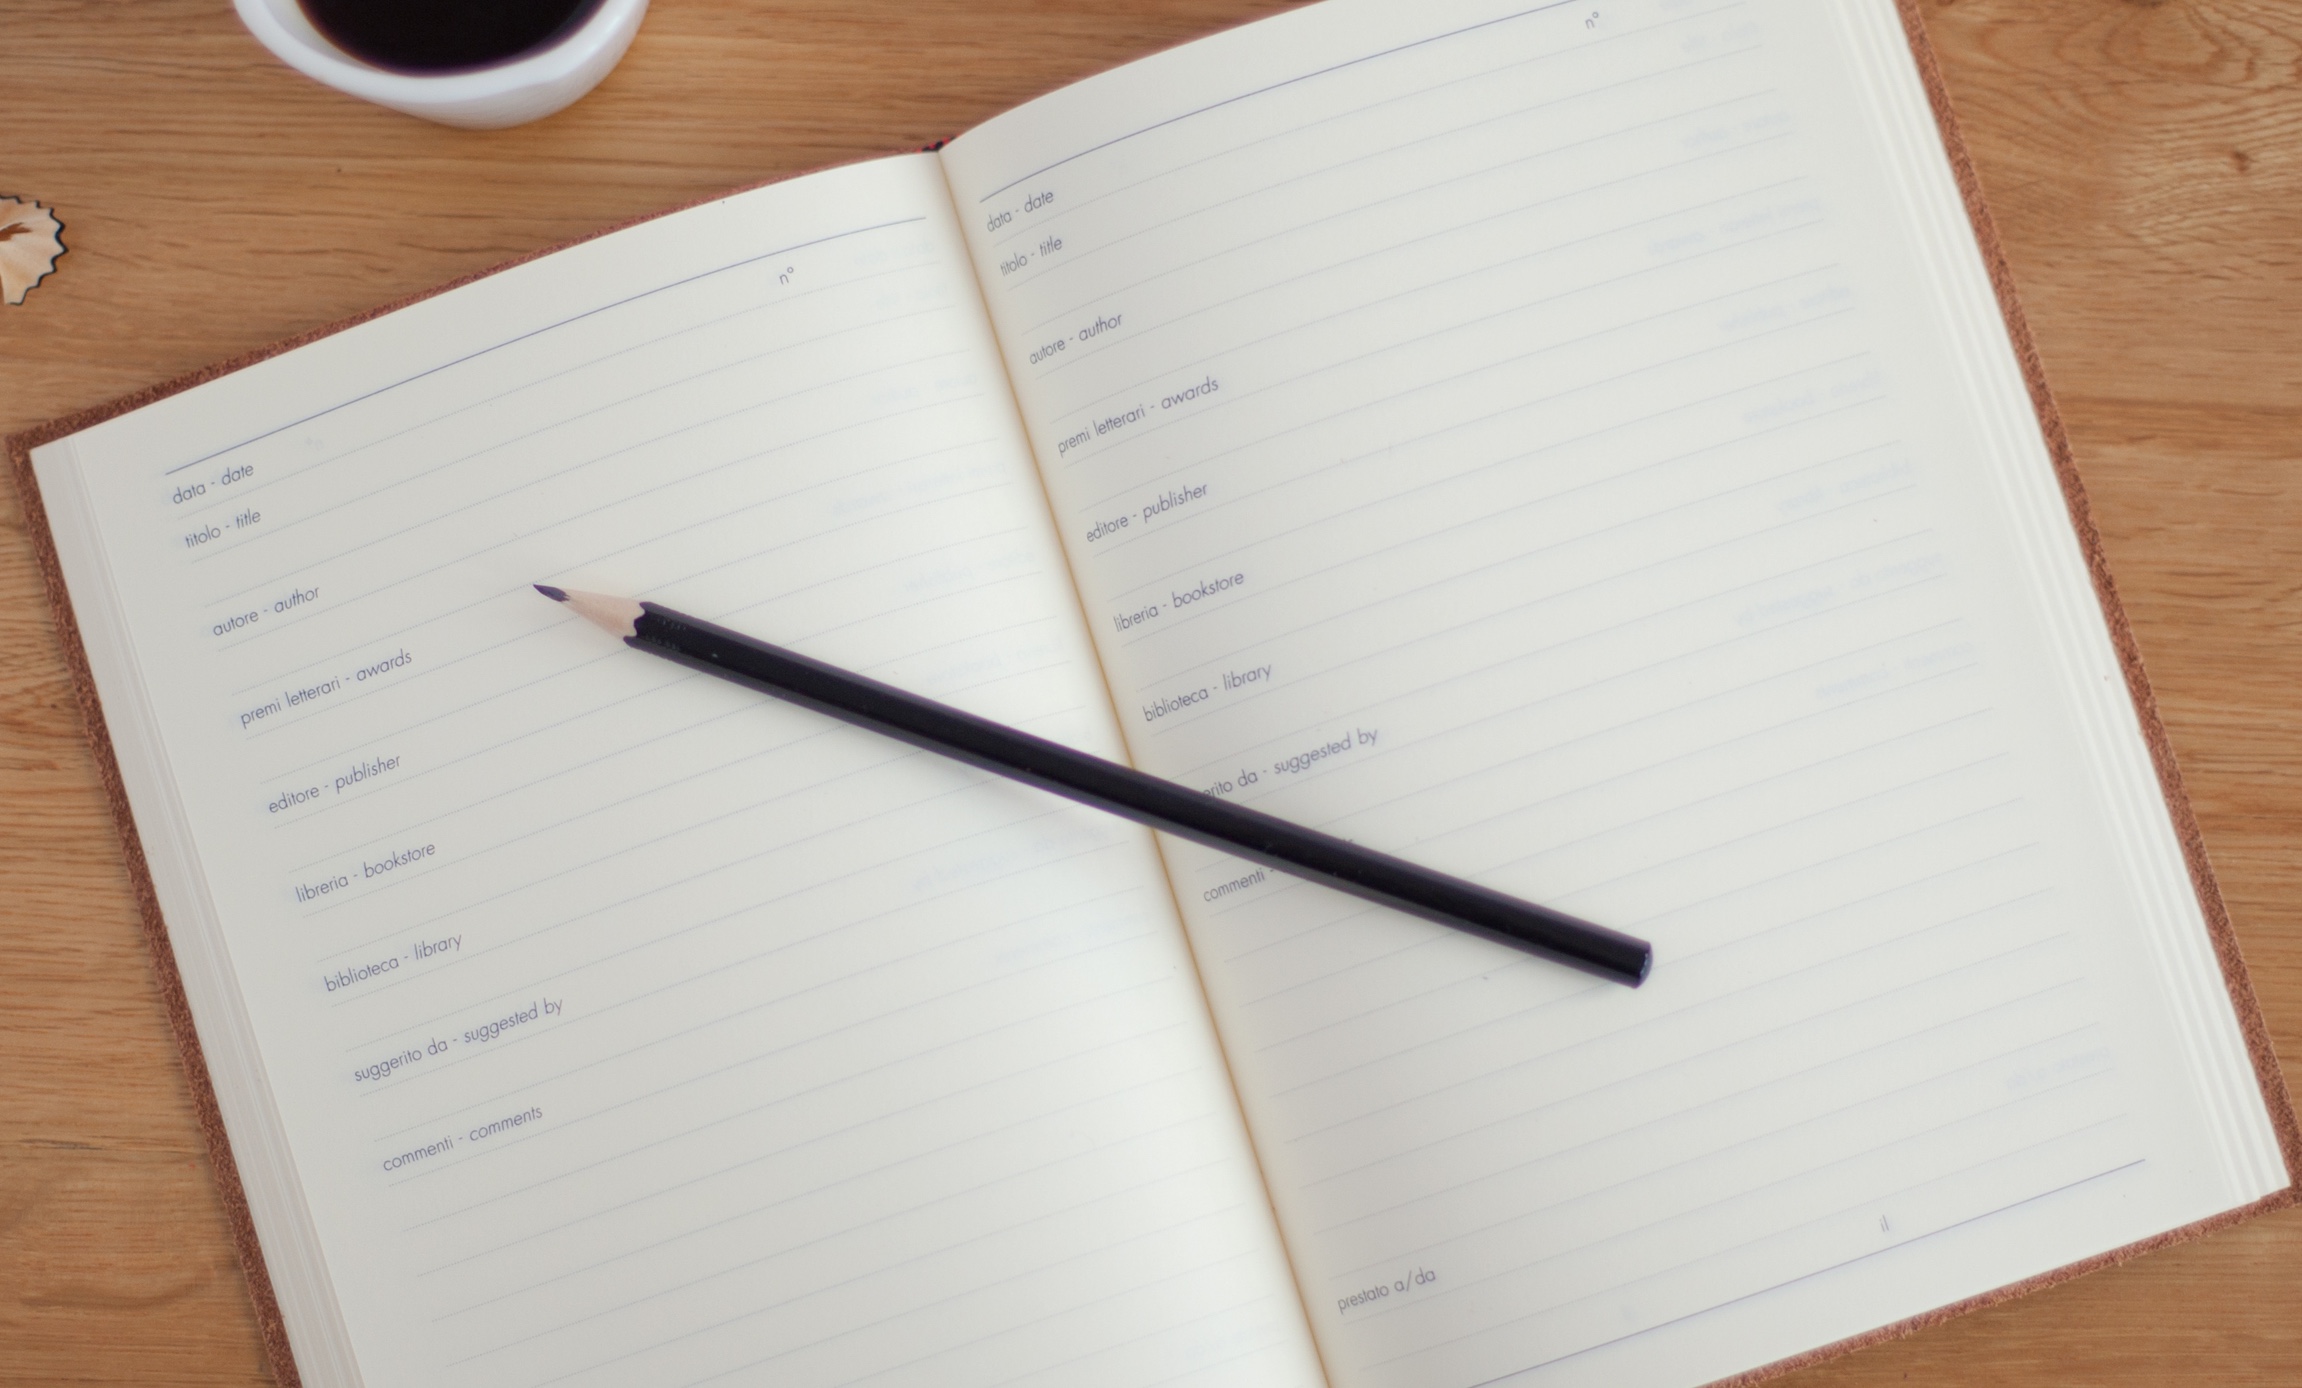 n°
data - date
titolo - title
autore - author
premi letterari - awards
editore - publisher
libreria - bookstore
biblioteca - library
suggerito da - suggested by
commenti - comments
n°
data - date
titolo - title
autore - author
premi letterari - awards
editore - publisher
libreria - bookstore
biblioteca - library
da - suggested by
commenti -
prestato a/da il